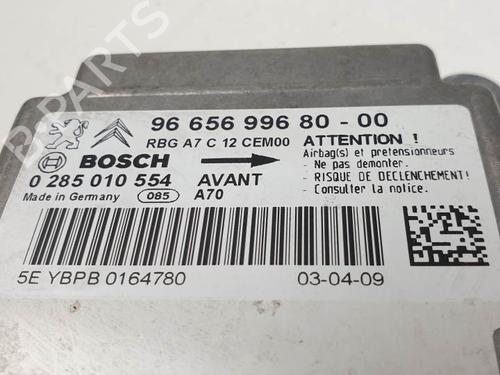 96 656 996 80 - 00
RBG A7 C 12 CEM00
ATTENTION !
Airbag(s) et pretensionneurs
Ne pas demonter.
- RISQUE DE DECLENCHEMENT!
- Consulter la notice.
BOSCH
0 285 010 554
AVANT
Made in Germany
085
A70
5E YBPB 0164780
03-04-09
B-PARTS